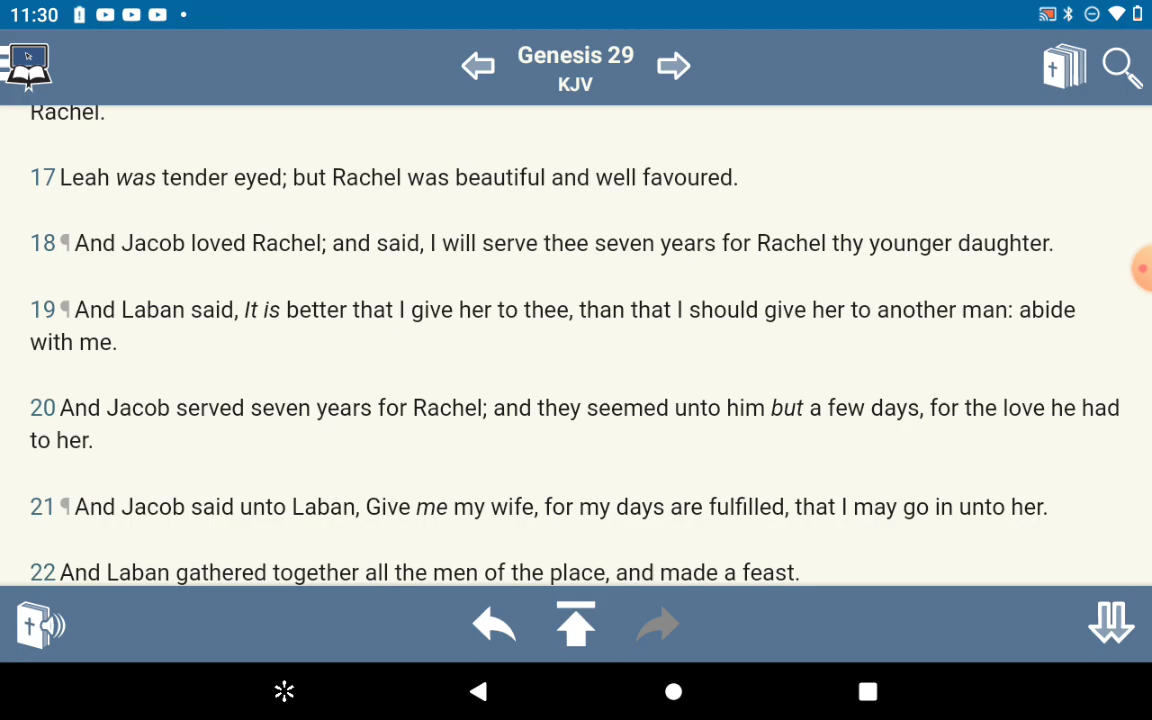 11:30
Genesis 29
KJV
Rachel.
17 Leah was tender eyed; but Rachel was beautiful and well favoured.
18 ¶ And Jacob loved Rachel; and said, I will serve thee seven years for Rachel thy younger daughter.
19 ¶ And Laban said, It is better that I give her to thee, than that I should give her to another man: abide
with me.
20 And Jacob served seven years for Rachel; and they seemed unto him but a few days, for the love he had
to her.
21 ¶ And Jacob said unto Laban, Give me my wife, for my days are fulfilled, that I may go in unto her.
22 And Laban gathered together all the men of the place, and made a feast.